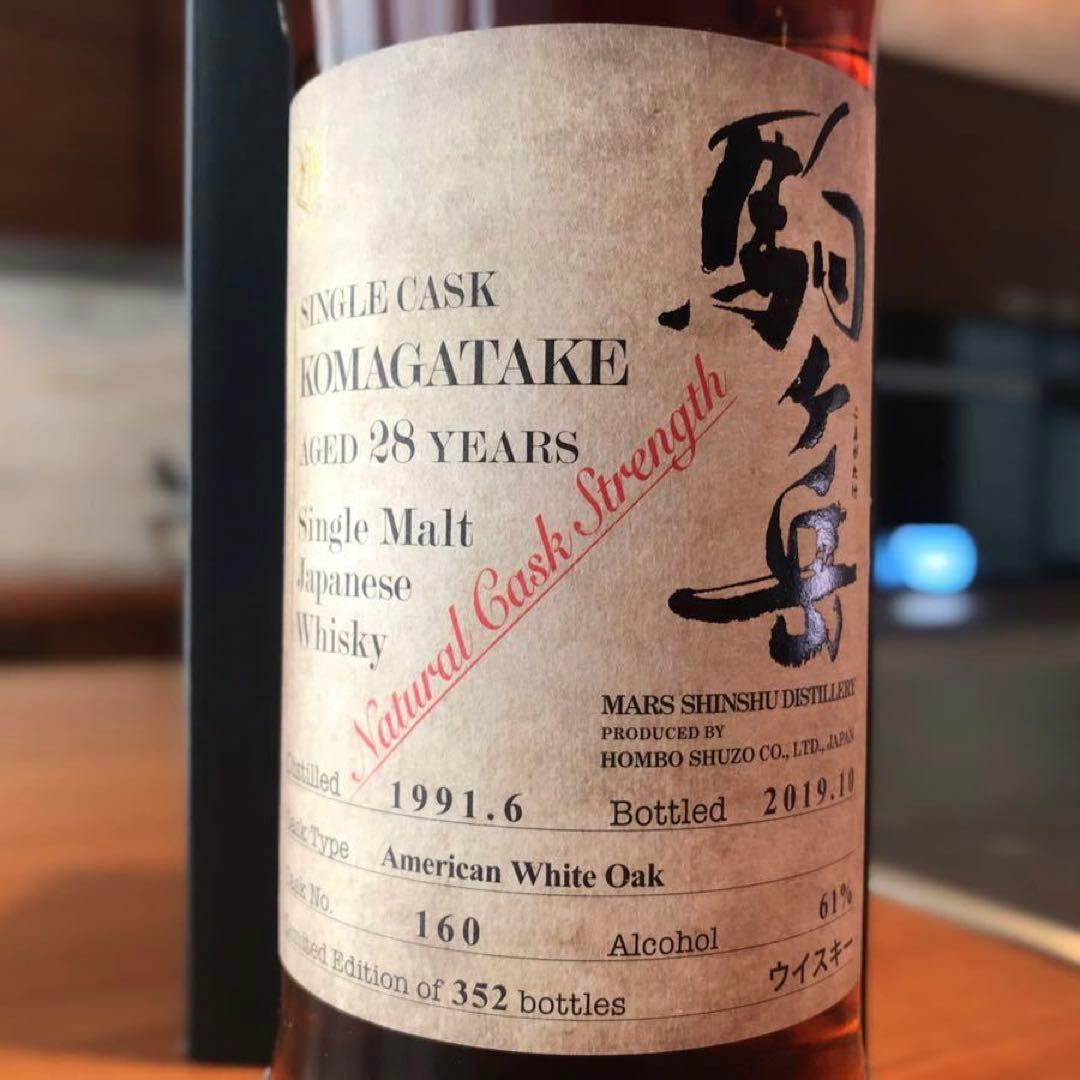 駒ヶ岳
SINGLE CASK
KOMAGATAKE
AGED 28 YEARS
Single Malt
Japanese
Whisky
Natural Cask Strength
MARS SHINSHU DISTILLERY
PRODUCED BY
HOMBO SHUZO CO., LTD., JAPAN
Distilled 1991.6 Bottled 2019.10
Cask Type American White Oak
Cask No. 160 Alcohol 61%
Limited Edition of 352 bottles ウイスキー